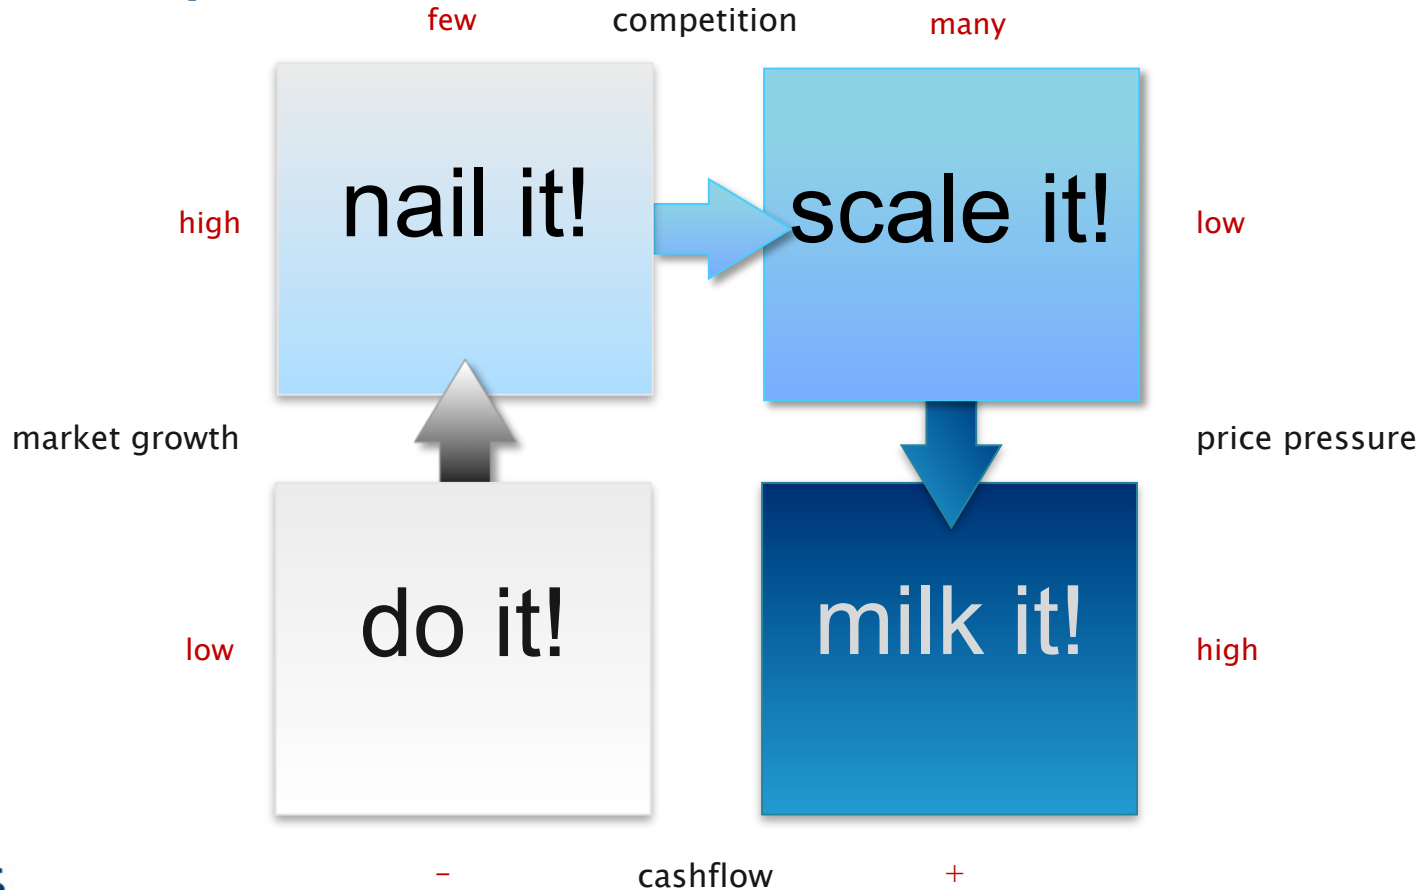 few competition many
nail it! scale it!
high low
market growth price pressure
do it! milk it!
low high
- cashflow +